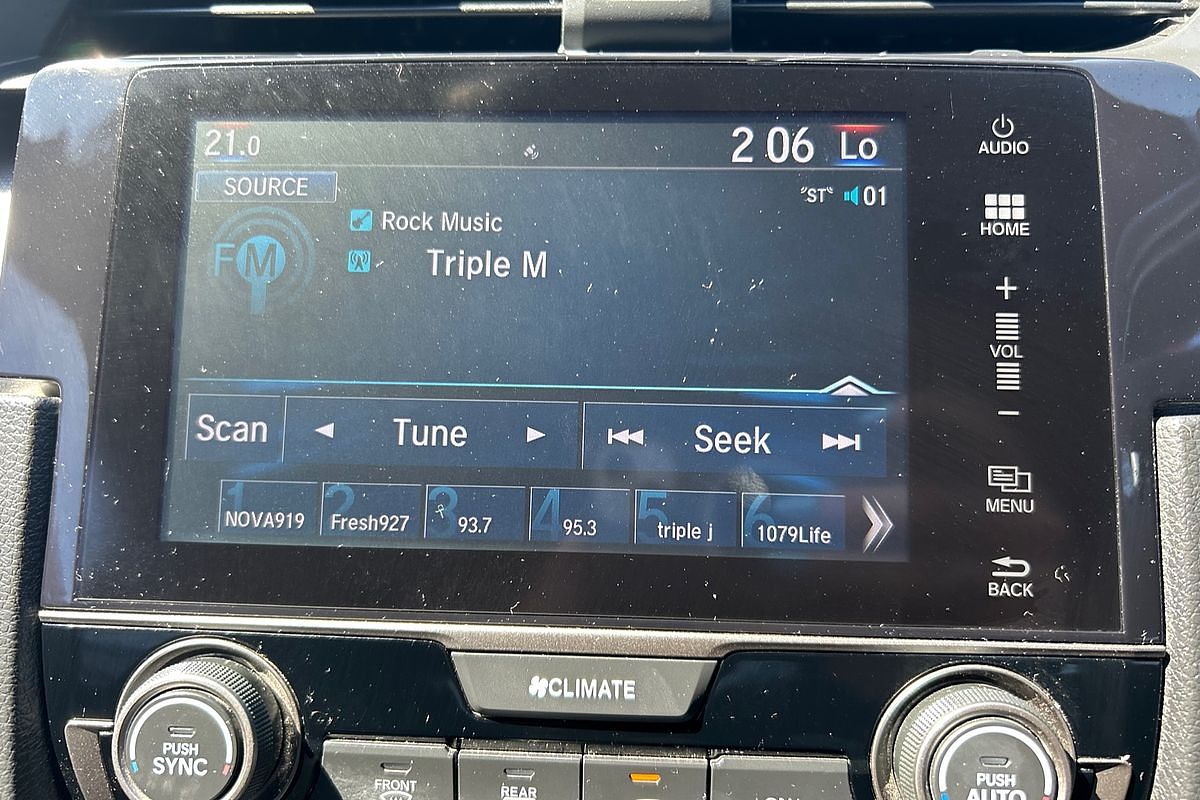 21.0
2 06
Lo
AUDIO
SOURCE
"ST"
01
Rock Music
HOME
FM
Triple M
VOL
Scan
Tune
Seek
1
NOVA919
2
Fresh927
3
93.7
4
95.3
5
triple j
6
1079Life
MENU
BACK
CLIMATE
PUSH
SYNC
FRONT
REAR
PUSH
AUTO